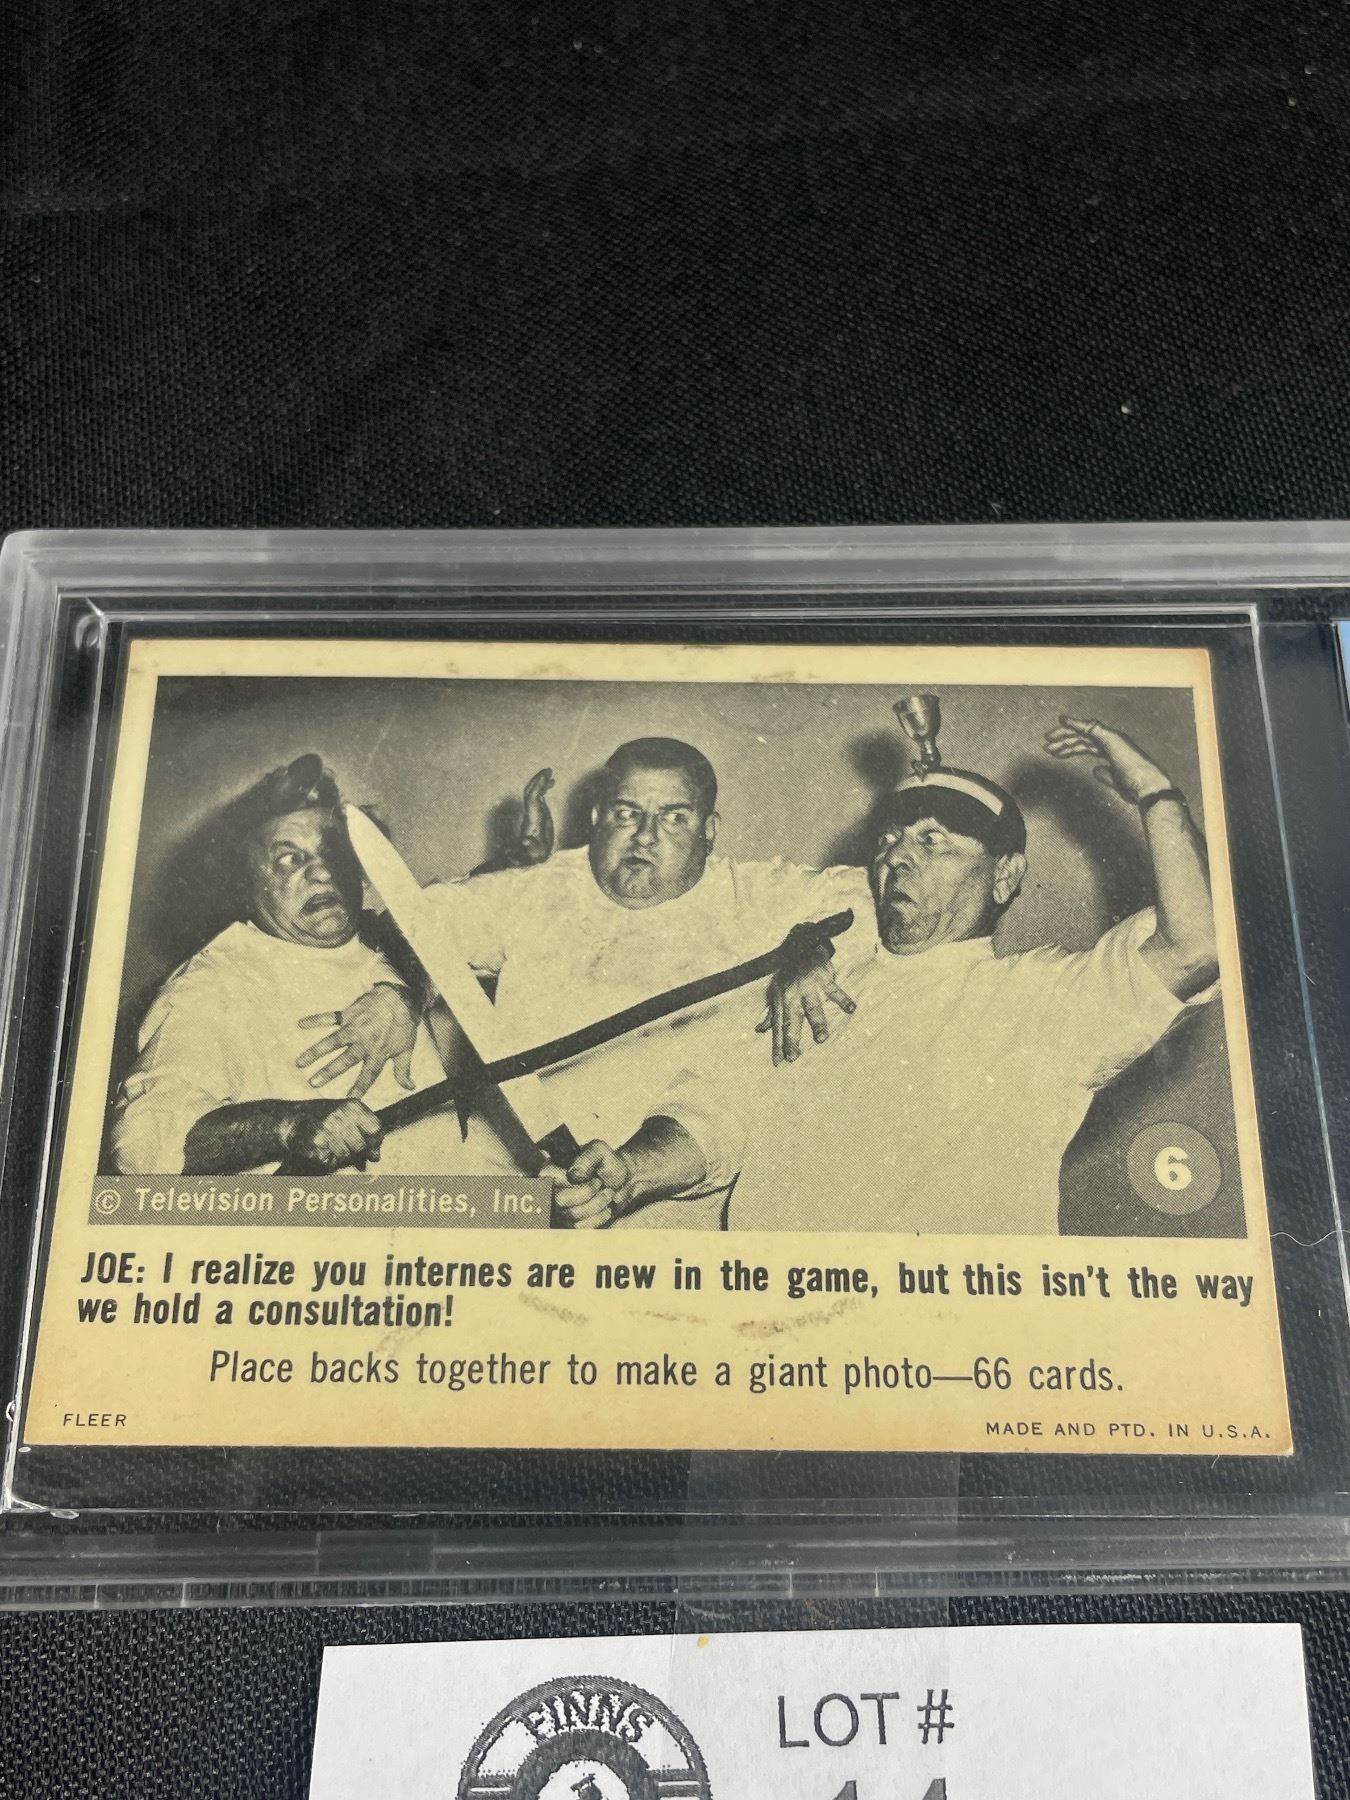 6
© Television Personalities, Inc.
JOE: I realize you internes are new in the game, but this isn't the way
we hold a consultation!
Place backs together to make a giant photo—66 cards.
FLEER
MADE AND PTD. IN U.S.A.
FINNS
LOT #